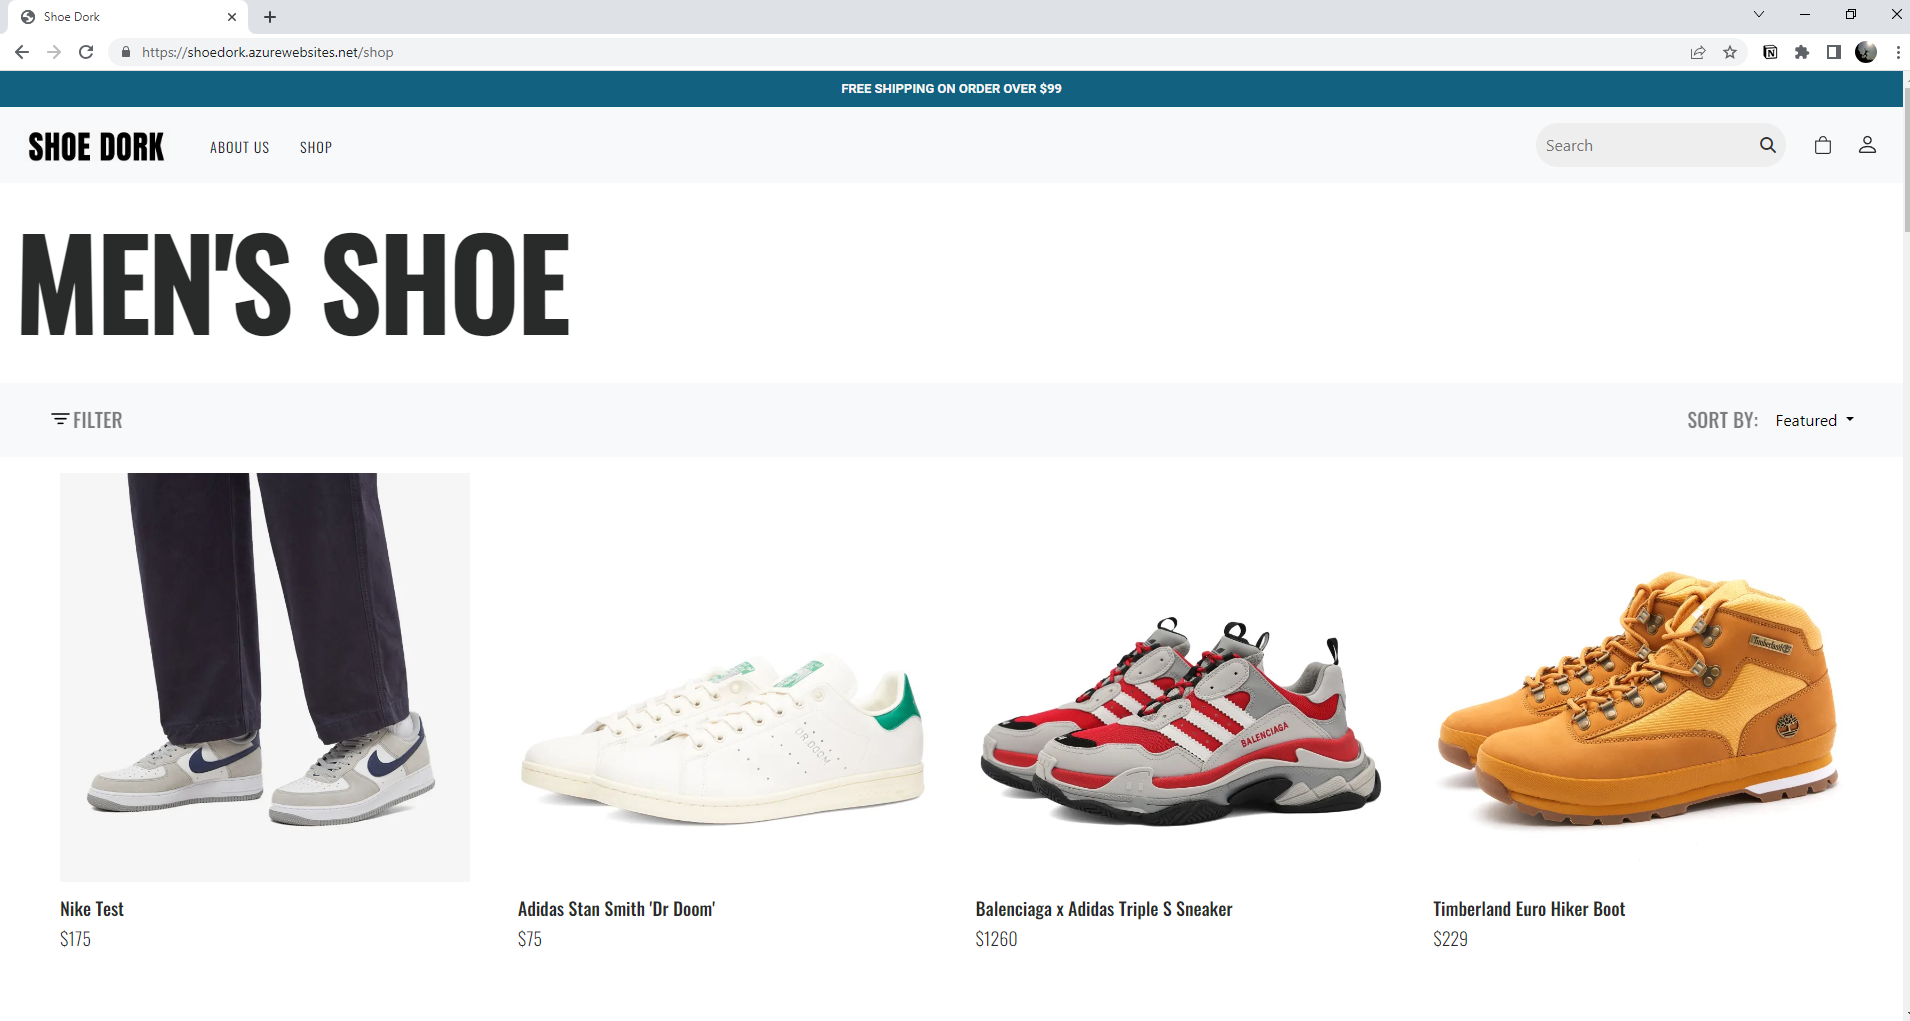 Shoe Dork
https://shoedork.azurewebsites.net/shop
FREE SHIPPING ON ORDER OVER $99
SHOE DORK
ABOUT US
SHOP
Search
MEN'S SHOE
FILTER
SORT BY:
Featured
DR DOOM
BALENCIAGA
Timberland
Nike Test
Adidas Stan Smith 'Dr Doom'
Balenciaga x Adidas Triple S Sneaker
Timberland Euro Hiker Boot
$175
$75
$1260
$229